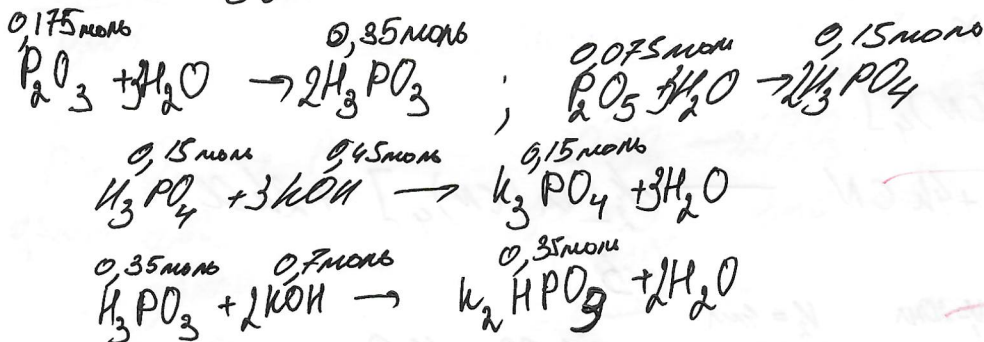 0,175 моль 0,35 моль 0,075 моль 0,15 моль
P₂O₃ + 3H₂O → 2H₃PO₃ ; P₂O₅ + 3H₂O → 2H₃PO₄
0,15 моль 0,45 моль 0,15 моль
H₃PO₄ + 3KOH → K₃PO₄ + 3H₂O
0,35 моль 0,7 моль 0,35 моль
H₃PO₃ + 2KOH → K₂HPO₃ + 2H₂O